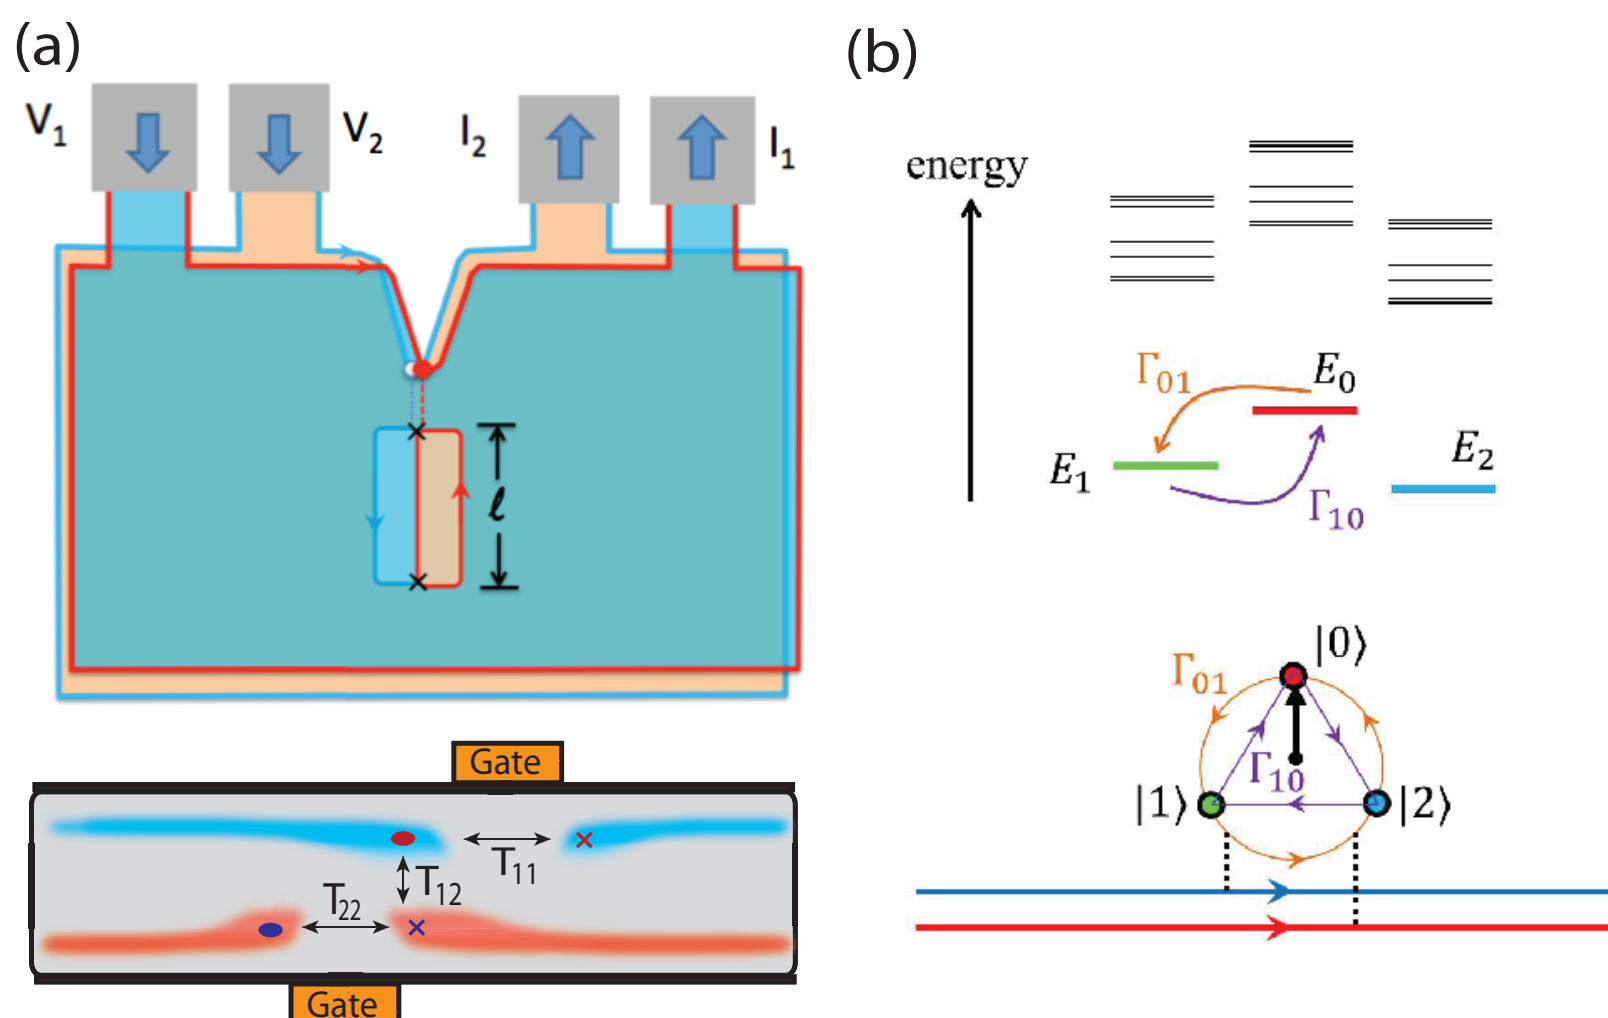 (a)
V₁
V₂
I₂
I₁
ℓ
Gate
T₁₁
T₁₂
T₂₂
Gate
(b)
energy
Γ₀₁
E₀
E₁
E₂
Γ₁₀
|0⟩
Γ₀₁
Γ₁₀
|1⟩
|2⟩